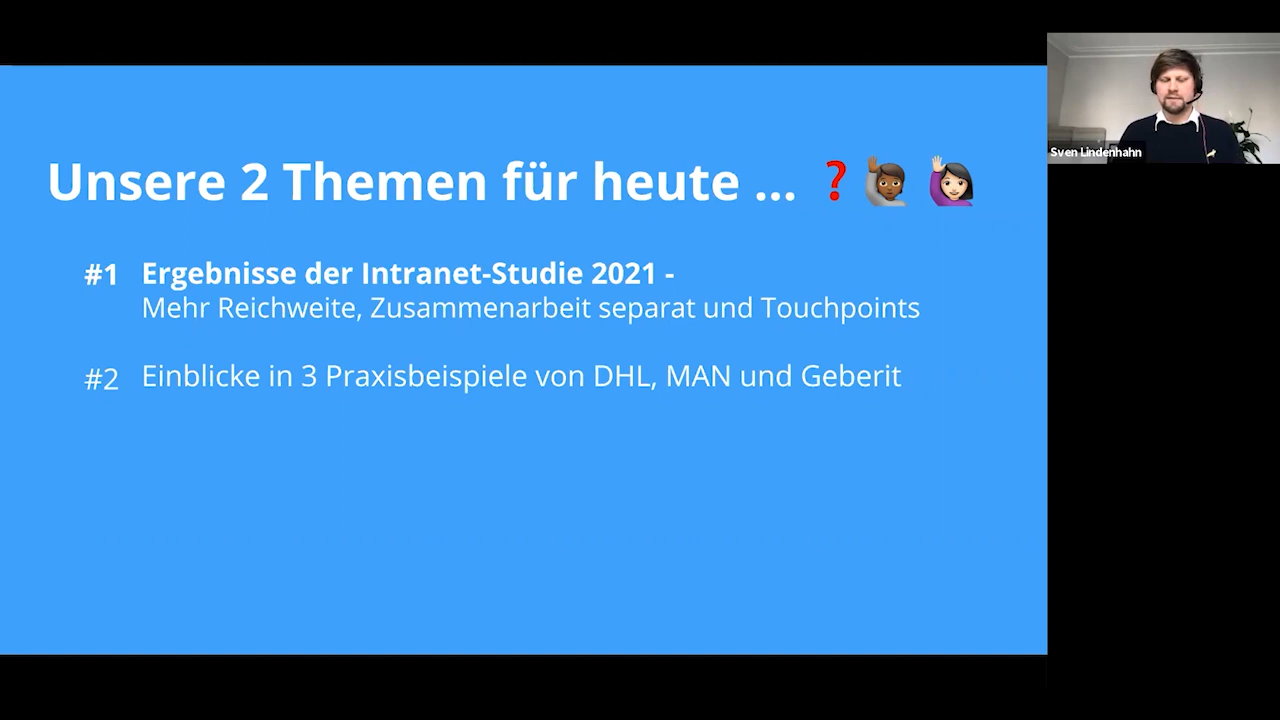 Unsere 2 Themen für heute ... ❓🙋🏾 🙋🏻‍♀️
#1 Ergebnisse der Intranet-Studie 2021 -
Mehr Reichweite, Zusammenarbeit separat und Touchpoints
#2 Einblicke in 3 Praxisbeispiele von DHL, MAN und Geberit
Sven Lindenhahn